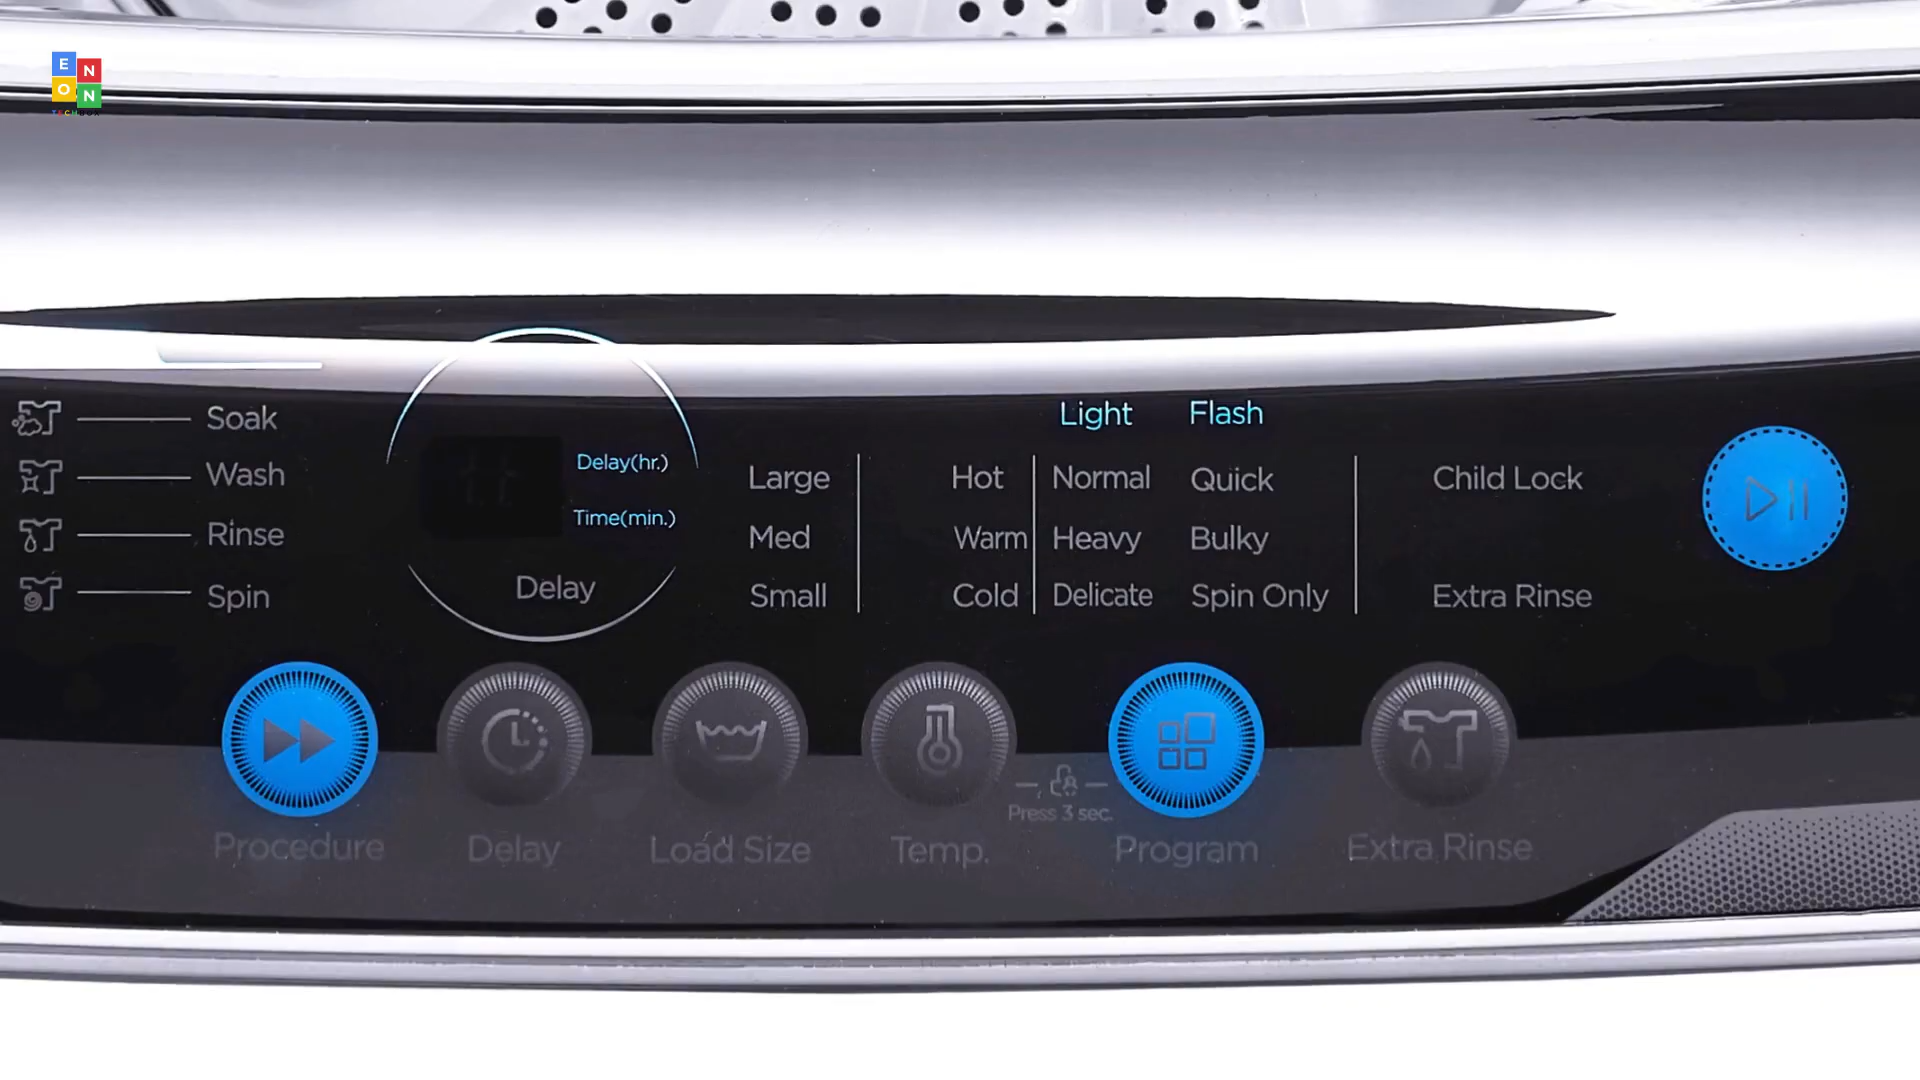 E N
O N
Soak
Wash
Rinse
Spin
Delay(hr.)
Time(min.)
Delay
Large
Med
Small
Hot
Warm
Cold
Light Flash
Normal Quick
Heavy Bulky
Delicate Spin Only
Child Lock
Extra Rinse
Press 3 sec.
Procedure
Delay
Load Size
Temp.
Program
Extra Rinse